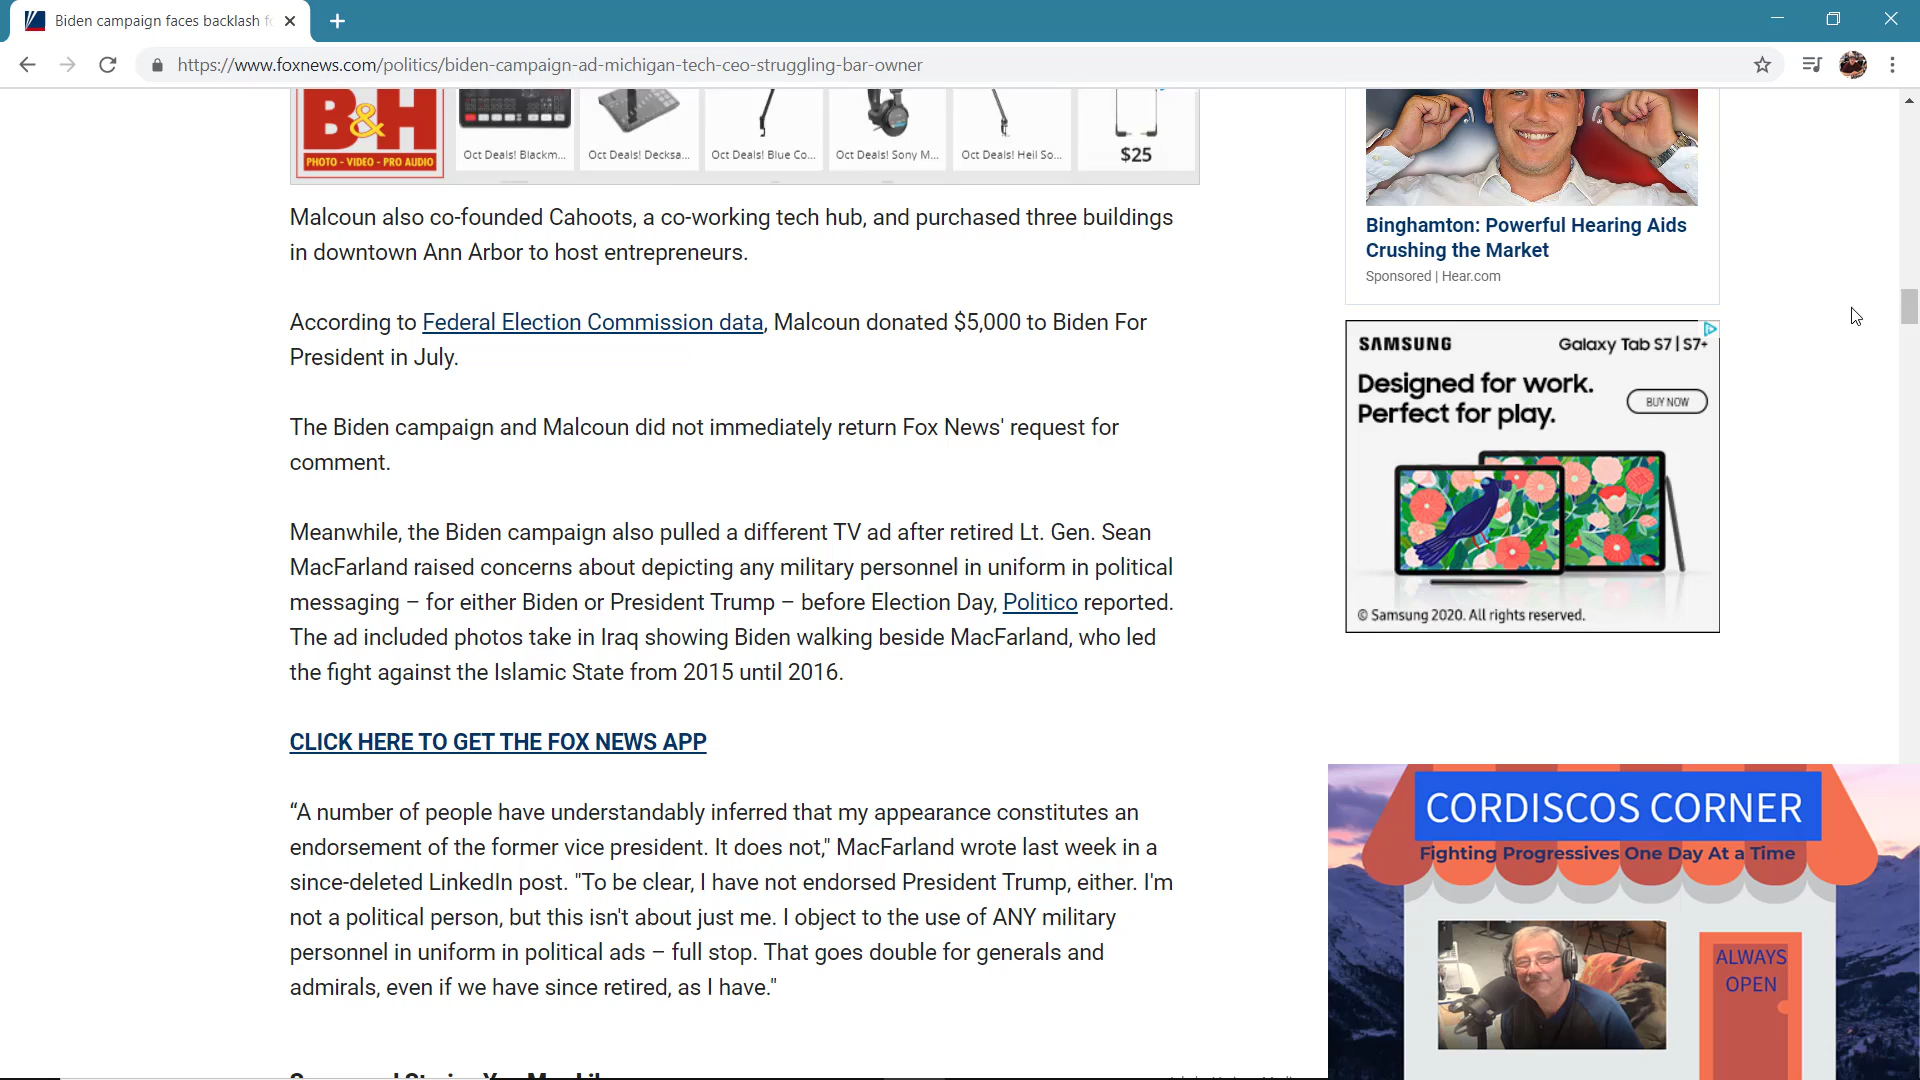 Biden campaign faces backlash fo
https://www.foxnews.com/politics/biden-campaign-ad-michigan-tech-ceo-struggling-bar-owner
B&H
PHOTO - VIDEO - PRO AUDIO
Oct Deals! Blackm...
Oct Deals! Decksa...
Oct Deals! Blue Co...
Oct Deals! Sony M...
Oct Deals! Heil So...
$25
Malcoun also co-founded Cahoots, a co-working tech hub, and purchased three buildings
in downtown Ann Arbor to host entrepreneurs.
According to Federal Election Commission data, Malcoun donated $5,000 to Biden For
President in July.
The Biden campaign and Malcoun did not immediately return Fox News' request for
comment.
Meanwhile, the Biden campaign also pulled a different TV ad after retired Lt. Gen. Sean
MacFarland raised concerns about depicting any military personnel in uniform in political
messaging – for either Biden or President Trump – before Election Day, Politico reported.
The ad included photos take in Iraq showing Biden walking beside MacFarland, who led
the fight against the Islamic State from 2015 until 2016.
CLICK HERE TO GET THE FOX NEWS APP
“A number of people have understandably inferred that my appearance constitutes an
endorsement of the former vice president. It does not," MacFarland wrote last week in a
since-deleted LinkedIn post. "To be clear, I have not endorsed President Trump, either. I'm
not a political person, but this isn't about just me. I object to the use of ANY military
personnel in uniform in political ads – full stop. That goes double for generals and
admirals, even if we have since retired, as I have."
Binghamton: Powerful Hearing Aids
Crushing the Market
Sponsored | Hear.com
SAMSUNG
Galaxy Tab S7 | S7+
Designed for work.
Perfect for play.
BUY NOW
© Samsung 2020. All rights reserved.
CORDISCOS CORNER
Fighting Progressives One Day At a Time
ALWAYS
OPEN